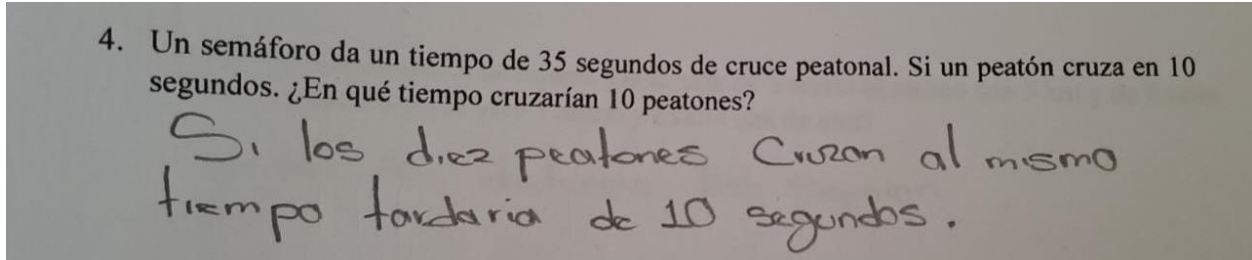 4. Un semáforo da un tiempo de 35 segundos de cruce peatonal. Si un peatón cruza en 10
segundos. ¿En qué tiempo cruzarían 10 peatones?
Si los diez peatones Cruzan al mismo
tiempo tardaria de 10 segundos.